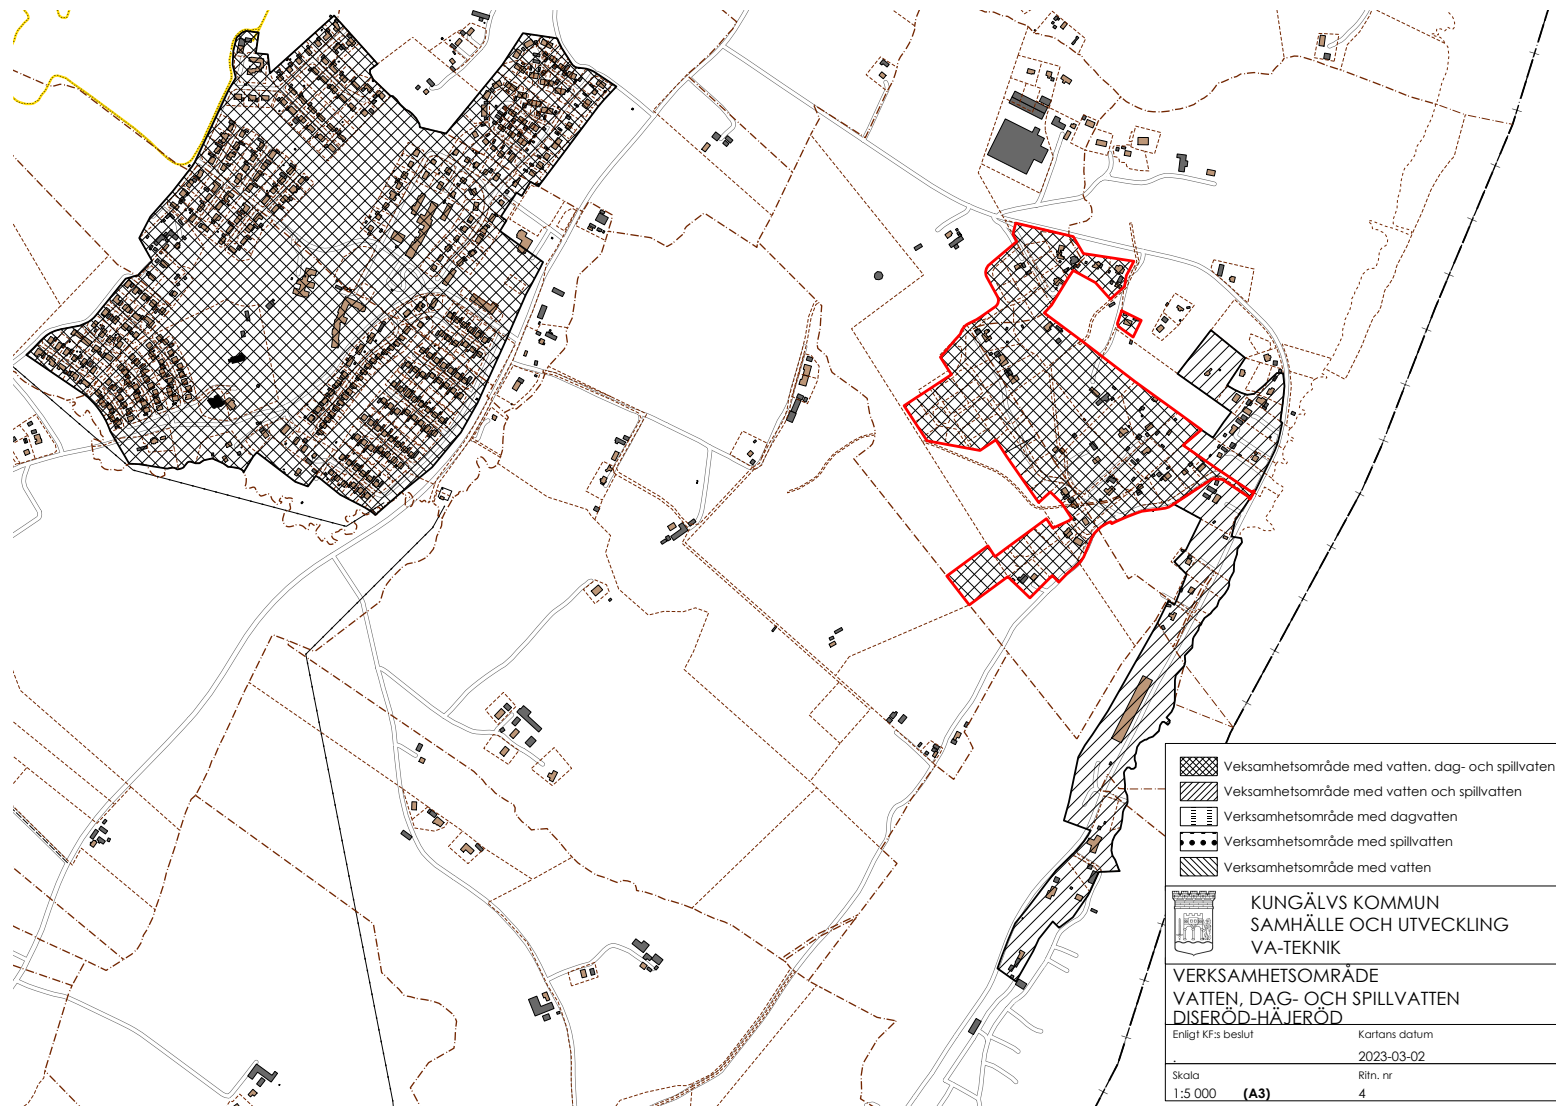 Veksamhetsområde med vatten. dag- och spillvaten
Veksamhetsområde med vatten och spillvatten
Verksamhetsområde med dagvatten
Verksamhetsområde med spillvatten
Verksamhetsområde med vatten
KUNGÄLVS KOMMUN
SAMHÄLLE OCH UTVECKLING
VA-TEKNIK
VERKSAMHETSOMRÅDE
VATTEN, DAG- OCH SPILLVATTEN
DISERÖD-HÄJERÖD
Enligt KF:s beslut Kartans datum
. 2023-03-02
Skala Ritn. nr
1:5 000 (A3) 4